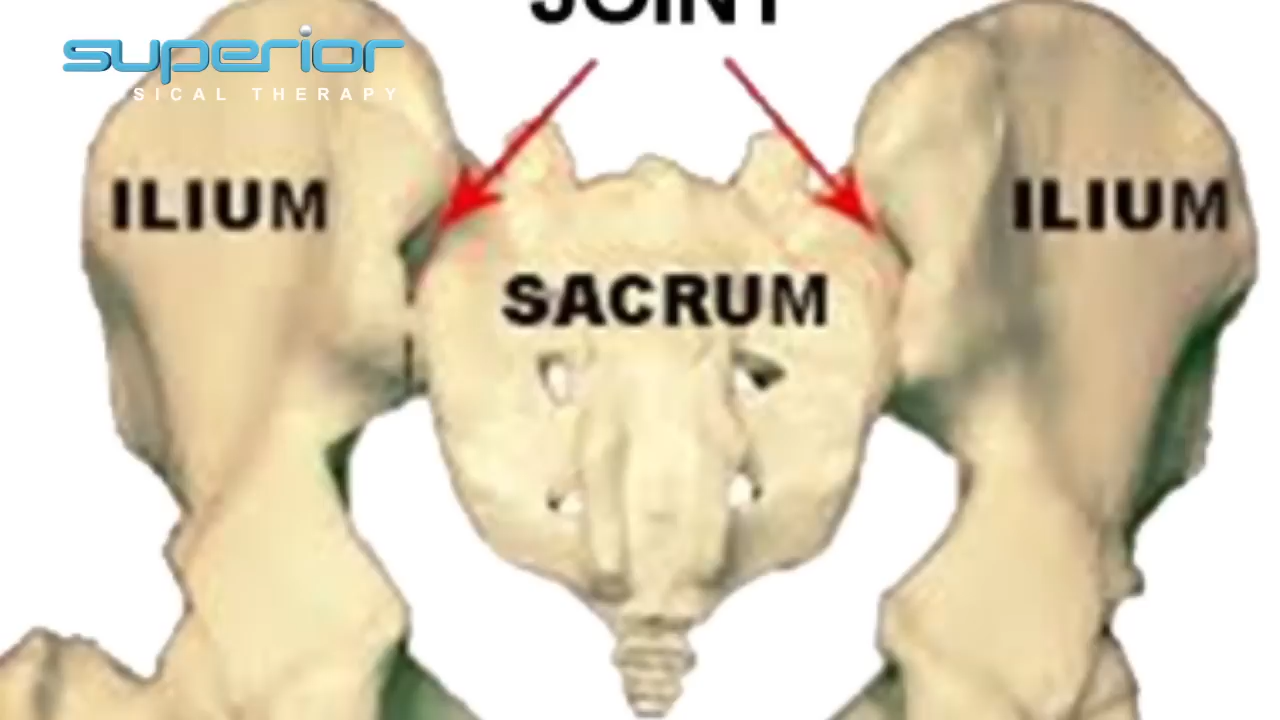 JOINT
superior
SICAL THERAPY
ILIUM
ILIUM
SACRUM